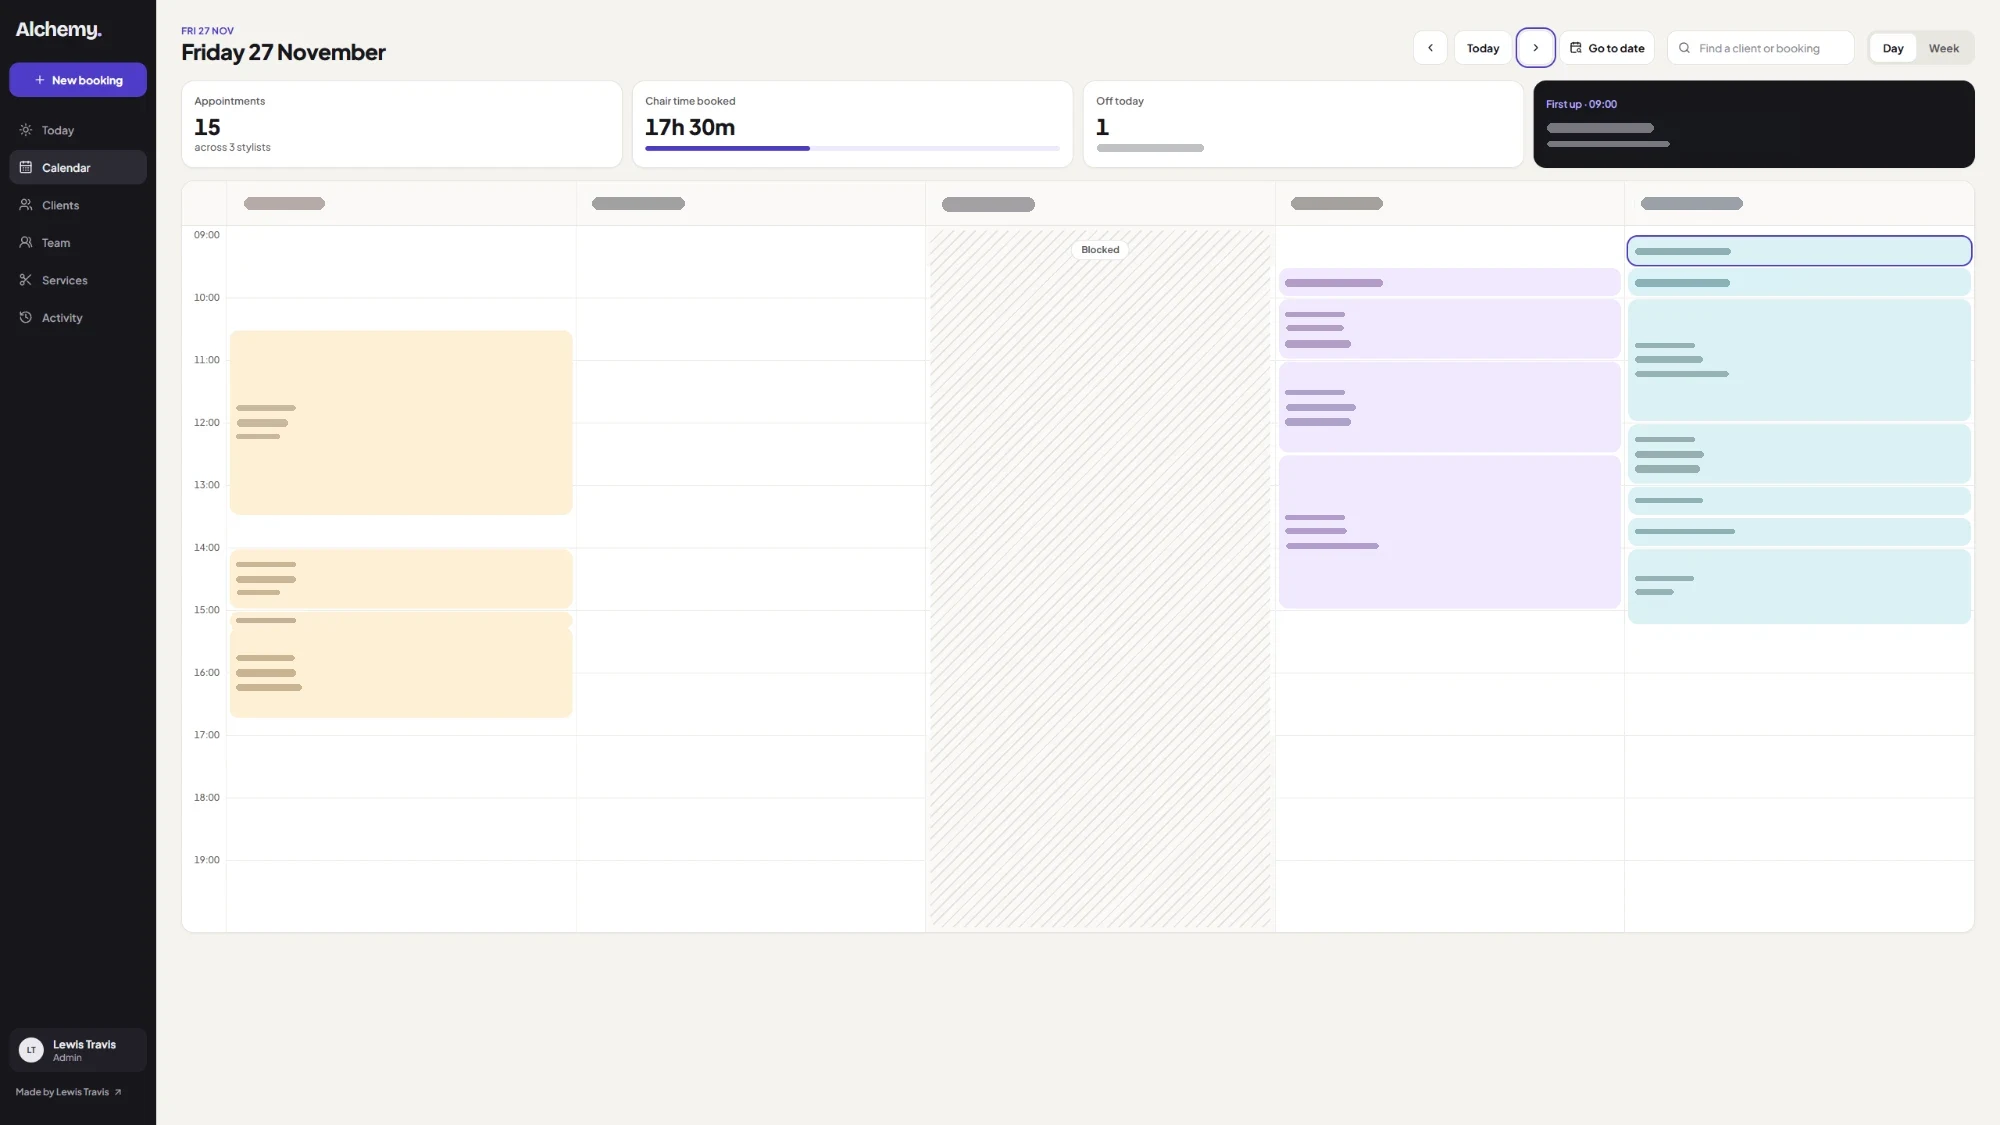 Alchemy.
New booking
Today
Calendar
Clients
Team
Services
Activity
LT
Lewis Travis
Admin
Made by Lewis Travis ↗
FRI 27 NOV
Friday 27 November
Today
Go to date
Find a client or booking
Day
Week
Appointments
15
across 3 stylists
Chair time booked
17h 30m
Off today
1
First up · 09:00
09:00
Blocked
10:00
11:00
12:00
13:00
14:00
15:00
16:00
17:00
18:00
19:00